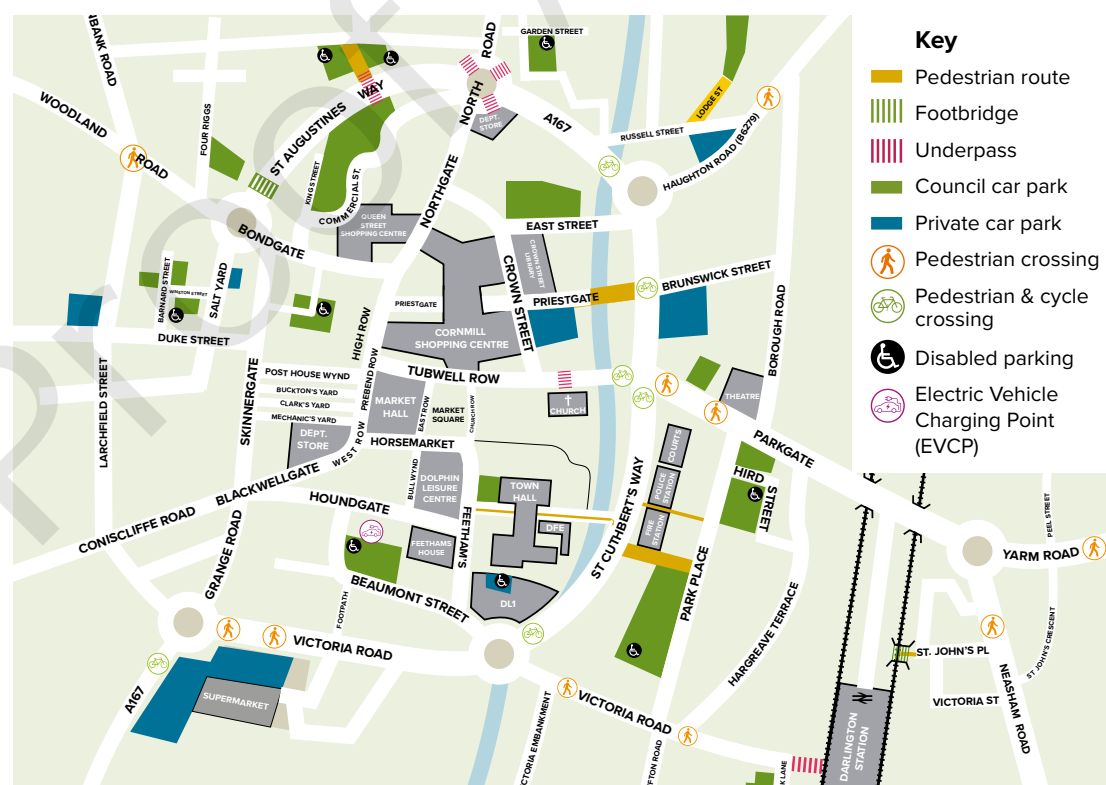 Key
Pedestrian route
Footbridge
Underpass
Council car park
Private car park
Pedestrian crossing
Pedestrian & cycle
crossing
Disabled parking
Electric Vehicle
Charging Point
(EVCP)
NBANK ROAD
WOODLAND
ROAD
FOUR RIGGS
ST AUGUSTINES
WAY
KING STREET
COMMERCIAL ST.
NORTH
ROAD
GARDEN STREET
DEPT.
STORE
A167
RUSSELL STREET
LODGE ST
HAUGHTON ROAD (B6279)
NORTHGATE
QUEEN
STREET
SHOPPING CENTRE
BONDGATE
EAST STREET
CROWN STREET
LIBRARY
CROWN STREET
PRIESTGATE
PRIESTGATE
BRUNSWICK STREET
BOROUGH ROAD
BARNARD STREET
WINSTON STREET
SALT YARD
DUKE STREET
HIGH ROW
CORNMILL
SHOPPING CENTRE
TUBWELL ROW
LARCHFIELD STREET
SKINNERGATE
POST HOUSE WYND
BUCKTON'S YARD
CLARK'S YARD
MECHANIC'S YARD
PREBEND ROW
MARKET
HALL
EAST ROW
MARKET
SQUARE
CHURCH ROW
CHURCH
THEATRE
DEPT.
STORE
WEST ROW
HORSEMARKET
COURTS
PARKGATE
BLACKWELLGATE
CONISCLIFFE ROAD
HOUNDGATE
BULL WYND
DOLPHIN
LEISURE
CENTRE
TOWN
HALL
POLICE
STATION
HIRD
STREET
GRANGE ROAD
FEETHAMS
FEETHAMS
HOUSE
DFE
FIRE
STATION
ST CUTHBERT'S WAY
PARK PLACE
PEEL STREET
YARM ROAD
BEAUMONT STREET
DL1
FOOTPATH
HARGREAVE TERRACE
ST. JOHN'S PL
ST JOHN'S CRESCENT
VICTORIA ROAD
A167
SUPERMARKET
VICTORIA ROAD
VICTORIA ST
NEASHAM ROAD
CTORIA EMBANKMENT
FTON ROAD
K LANE
DARLINGTON
STATION